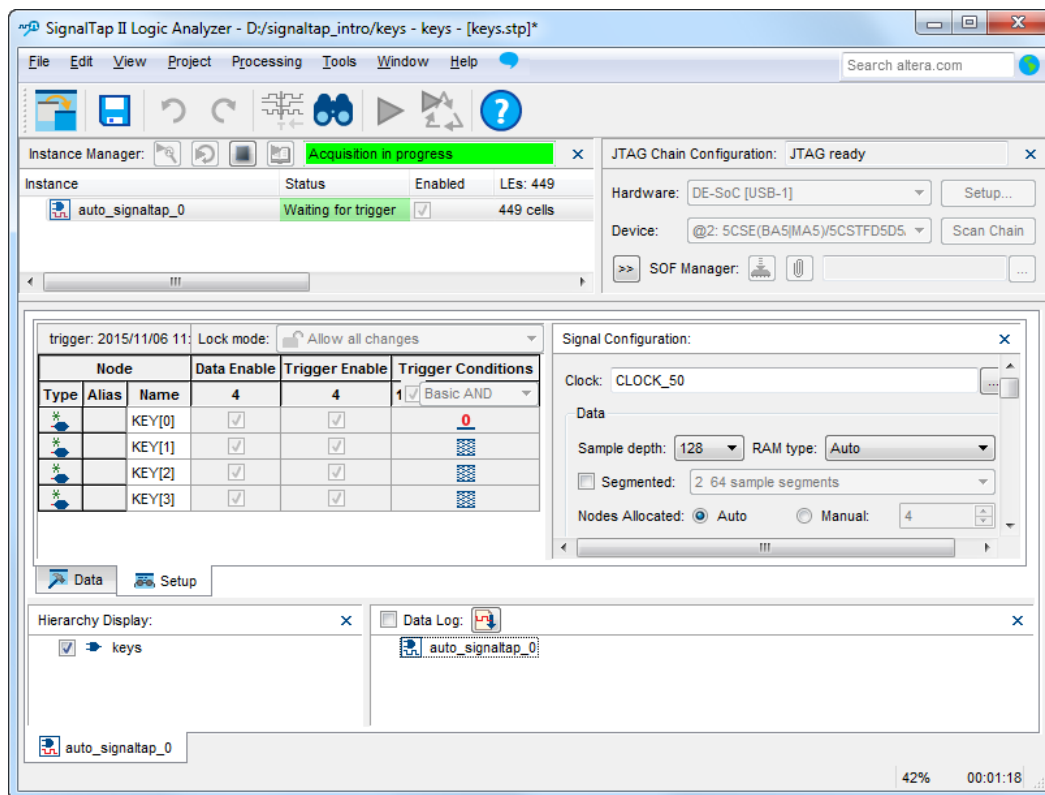 SignalTap II Logic Analyzer - D:/signaltap_intro/keys - keys - [keys.stp]*
File Edit View Project Processing Tools Window Help
Search altera.com
Instance Manager: Acquisition in progress
JTAG Chain Configuration: JTAG ready
Instance Status Enabled LEs: 449
auto_signaltap_0 Waiting for trigger 449 cells
Hardware: DE-SoC [USB-1] Setup...
Device: @2: 5CSE(BA5|MA5)/5CSTFD5D5. Scan Chain
>> SOF Manager: ...
trigger: 2015/11/06 11: Lock mode: Allow all changes
Signal Configuration:
Node Data Enable Trigger Enable Trigger Conditions
Type Alias Name 4 4 1 Basic AND
Clock: CLOCK_50 ...
Data
KEY[0] 0
KEY[1]
KEY[2]
KEY[3]
Sample depth: 128 RAM type: Auto
Segmented: 2 64 sample segments
Nodes Allocated: Auto Manual: 4
Data Setup
Hierarchy Display:
keys
Data Log:
auto_signaltap_0
auto_signaltap_0
42% 00:01:18